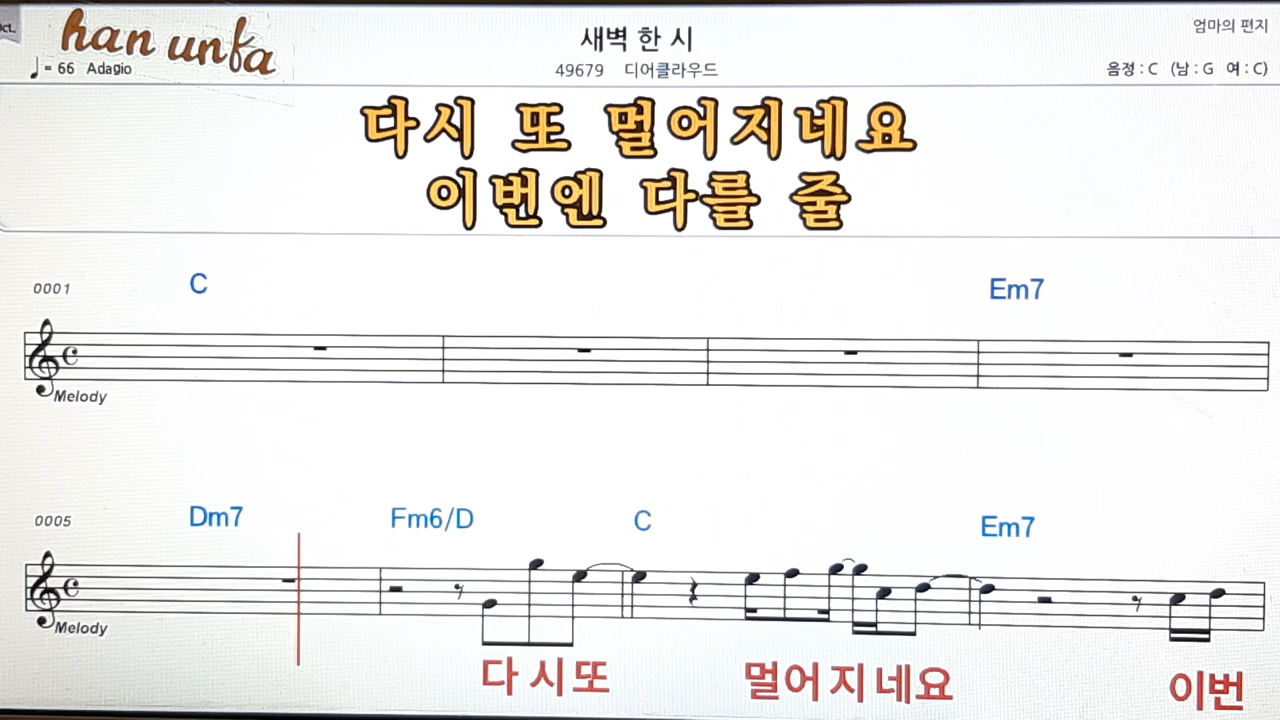 han unfa
새벽 한 시
엄마의 편지
= 66 Adagio
49679 디어클라우드
음정 : C (남 : G 여 : C)
다시 또 멀어지네요
이번엔 다를 줄
0001 C Em7
Melody
0005 Dm7 Fm6/D C Em7
Melody
다 시 또 멀어 지 네 요 이번